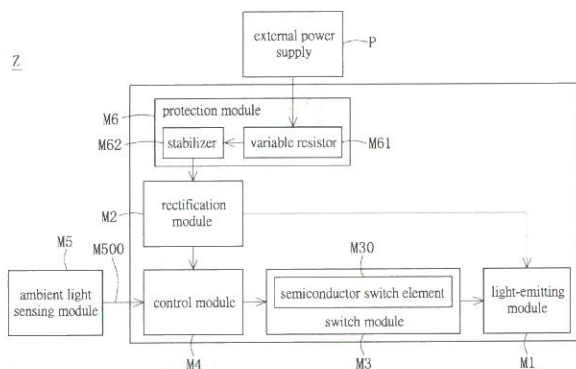 external power
supply
P
Z
protection module
M6
M62
stabilizer
variable resistor
M61
rectification
module
M2
M5
M500
M30
ambient light
sensing module
control module
semiconductor switch element
switch module
light-emitting
module
M4
M3
M1